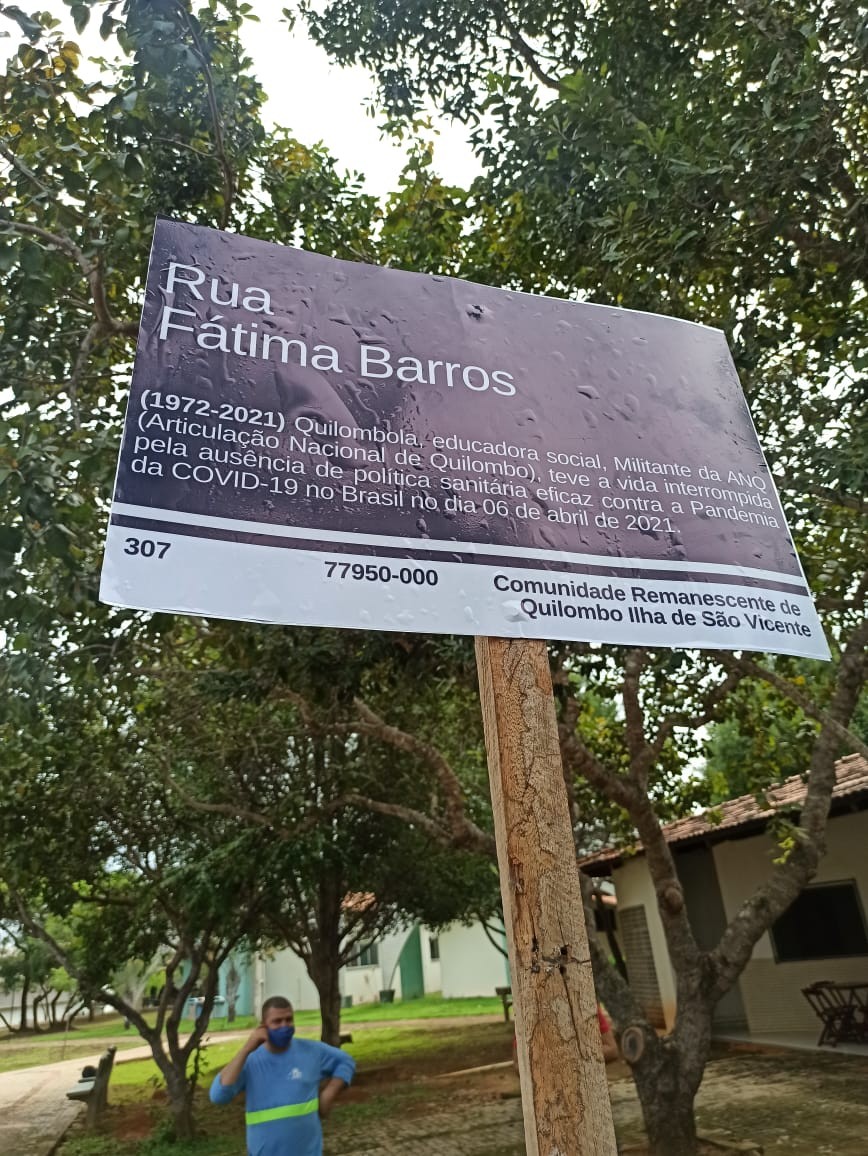 Rua
Fátima Barros
(1972-2021) Quilombola, educadora social, Militante da ANQ
(Articulação Nacional de Quilombo), teve a vida interrompida
pela ausência de política sanitária eficaz contra a Pandemia
da COVID-19 no Brasil no dia 06 de abril de 2021.
307
77950-000
Comunidade Remanescente de
Quilombo Ilha de São Vicente